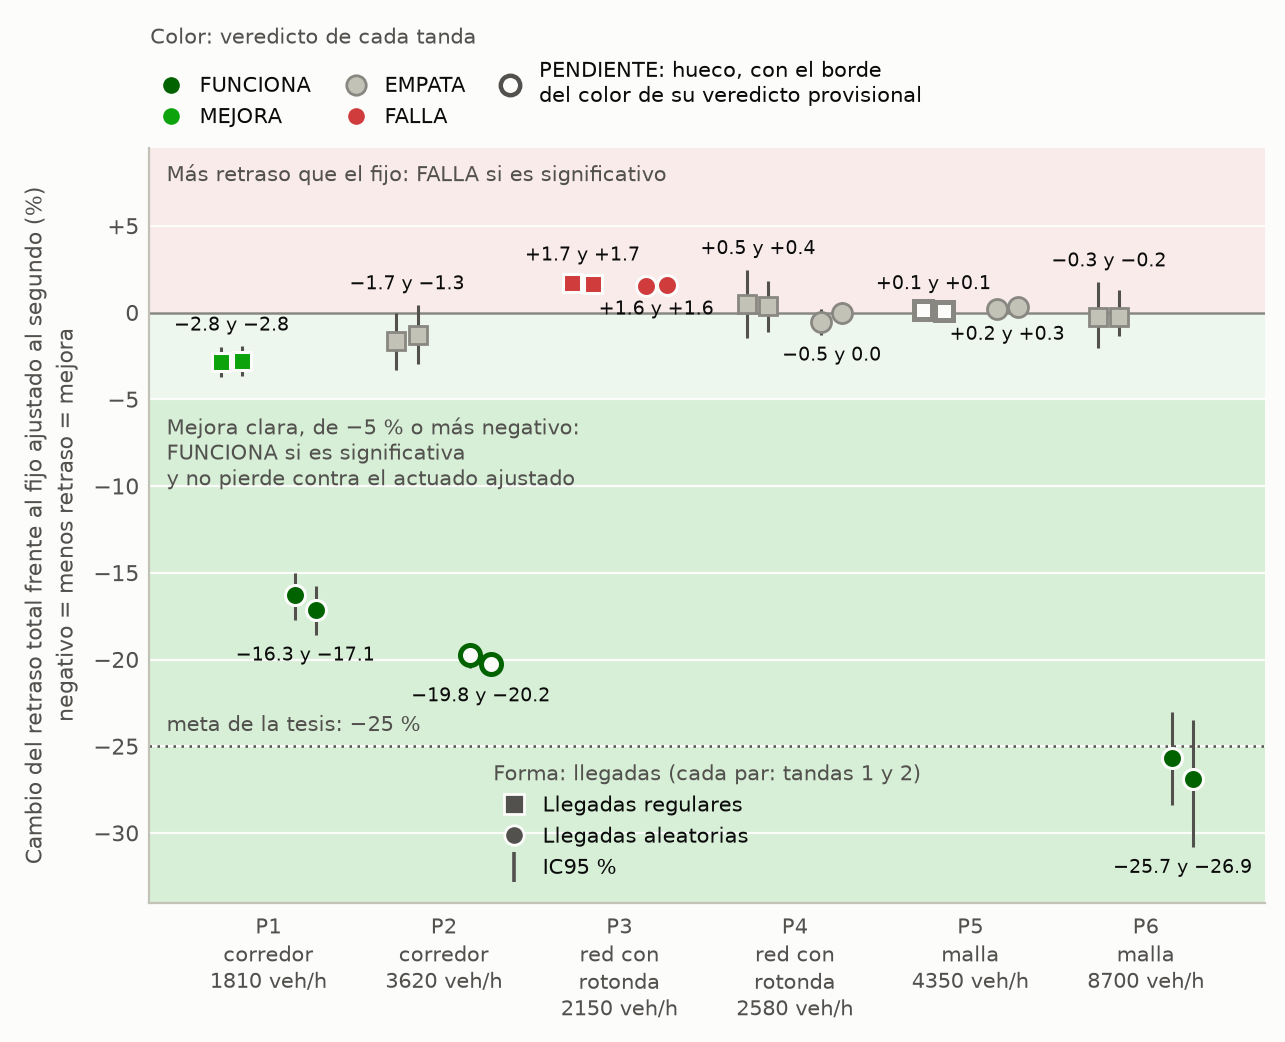 Color: veredicto de cada tanda
FUNCIONA
MEJORA
EMPATA
FALLA
PENDIENTE: hueco, con el borde
del color de su veredicto provisional
Cambio del retraso total frente al fijo ajustado al segundo (%)
negativo = menos retraso = mejora
+5
0
−5
−10
−15
−20
−25
−30
Más retraso que el fijo: FALLA si es significativo
−2.8 y −2.8
−1.7 y −1.3
+1.7 y +1.7
+1.6 y +1.6
+0.5 y +0.4
−0.5 y 0.0
+0.1 y +0.1
+0.2 y +0.3
−0.3 y −0.2
Mejora clara, de −5 % o más negativo:
FUNCIONA si es significativa
y no pierde contra el actuado ajustado
−16.3 y −17.1
−19.8 y −20.2
meta de la tesis: −25 %
Forma: llegadas (cada par: tandas 1 y 2)
Llegadas regulares
Llegadas aleatorias
IC95 %
−25.7 y −26.9
P1
corredor
1810 veh/h
P2
corredor
3620 veh/h
P3
red con
rotonda
2150 veh/h
P4
red con
rotonda
2580 veh/h
P5
malla
4350 veh/h
P6
malla
8700 veh/h